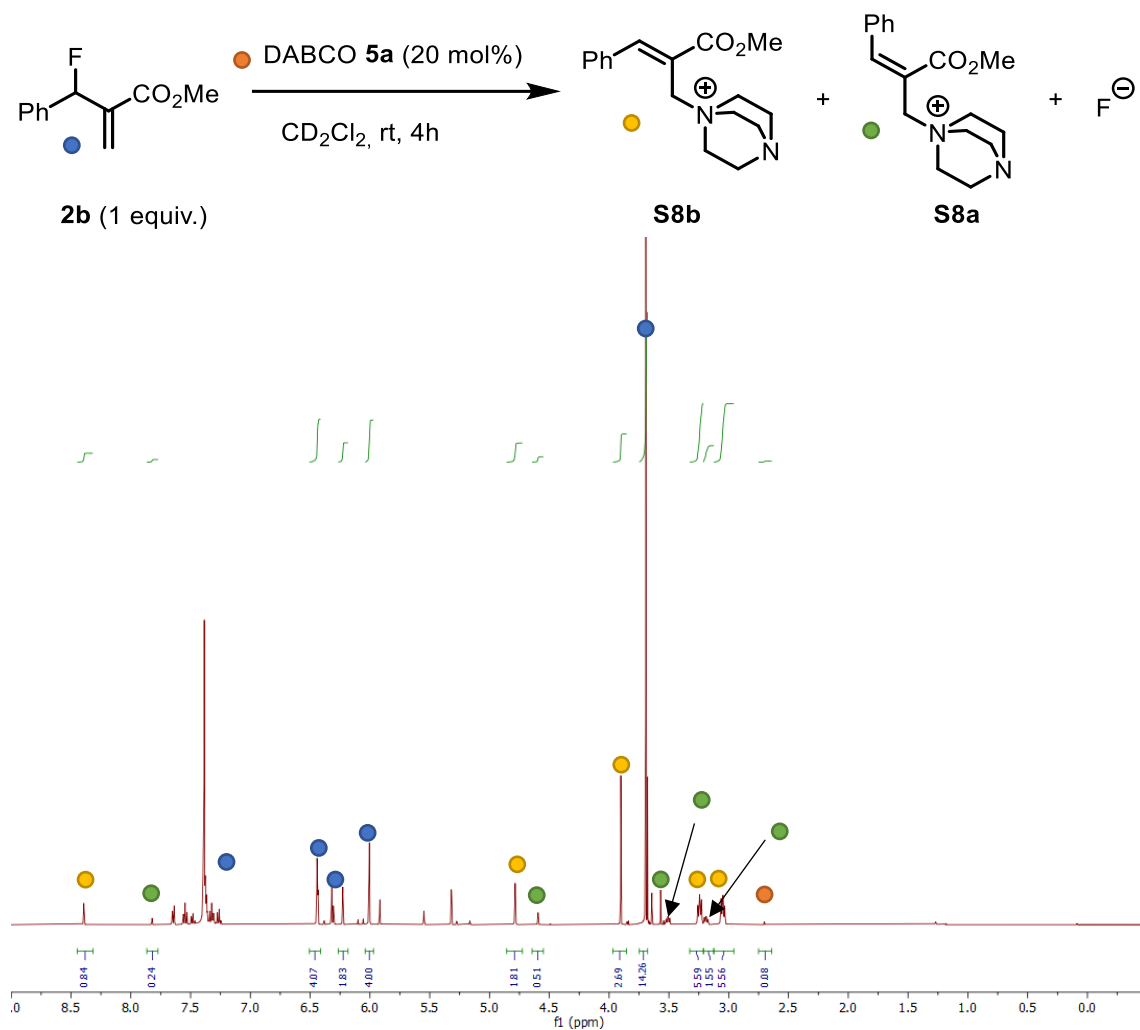 F
Ph
CO₂Me
2b (1 equiv.)
DABCO 5a (20 mol%)
CD₂Cl₂, rt, 4h
Ph
CO₂Me
⊕
N
N
S8b
+
Ph
CO₂Me
⊕
N
N
S8a
+
F⊖
0.84
0.24
4.07
1.83
4.00
1.81
0.51
2.69
14.26
5.59
1.55
5.56
0.08
.0 8.0 7.5 7.0 6.5 6.0 5.5 5.0 4.5 4.0 3.5 3.0 2.5 2.0 1.5 1.0 0.5 0.0
f1 (ppm)